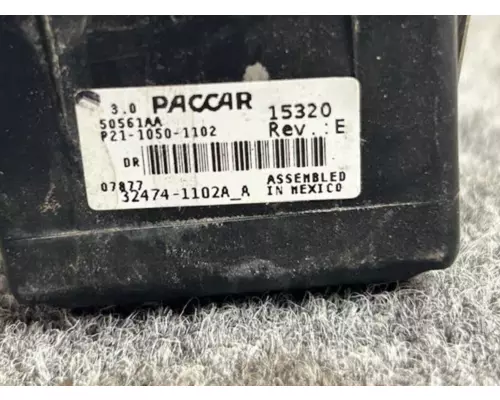 3.0 PACCAR 15320
50561AA
P21-1050-1102 Rev.:E
DR
07877 ASSEMBLED
32474-1102A_A IN MEXICO